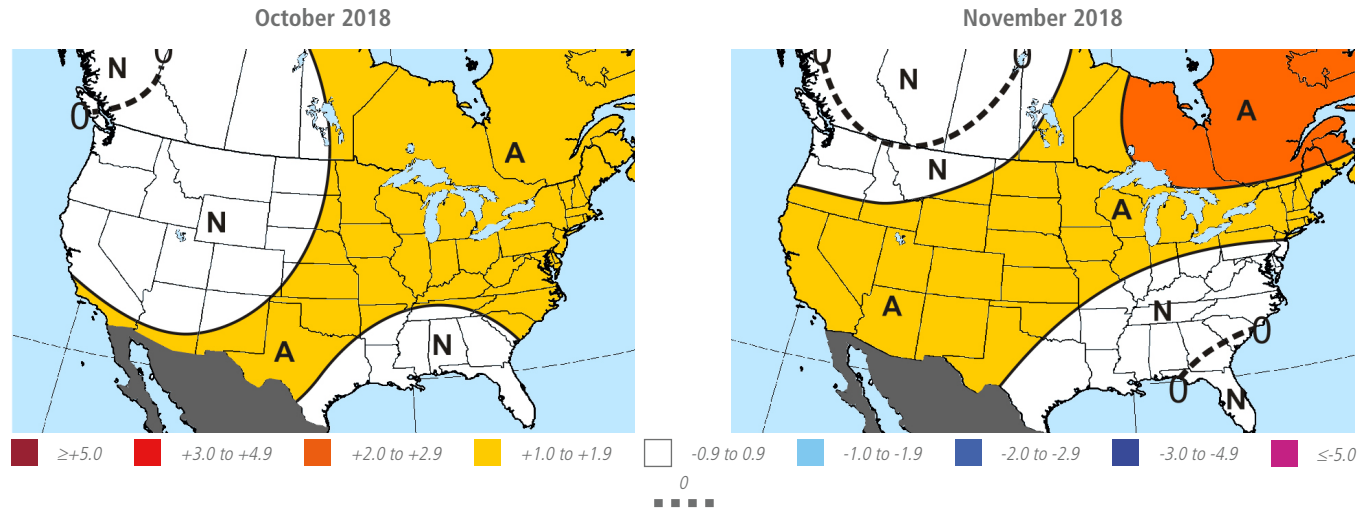 October 2018
November 2018
N
0
0
A
N
A
N
0
0
N
N
A
A
A
N
0
0
N
≥+5.0
+3.0 to +4.9
+2.0 to +2.9
+1.0 to +1.9
-0.9 to 0.9
-1.0 to -1.9
-2.0 to -2.9
-3.0 to -4.9
≤-5.0
0